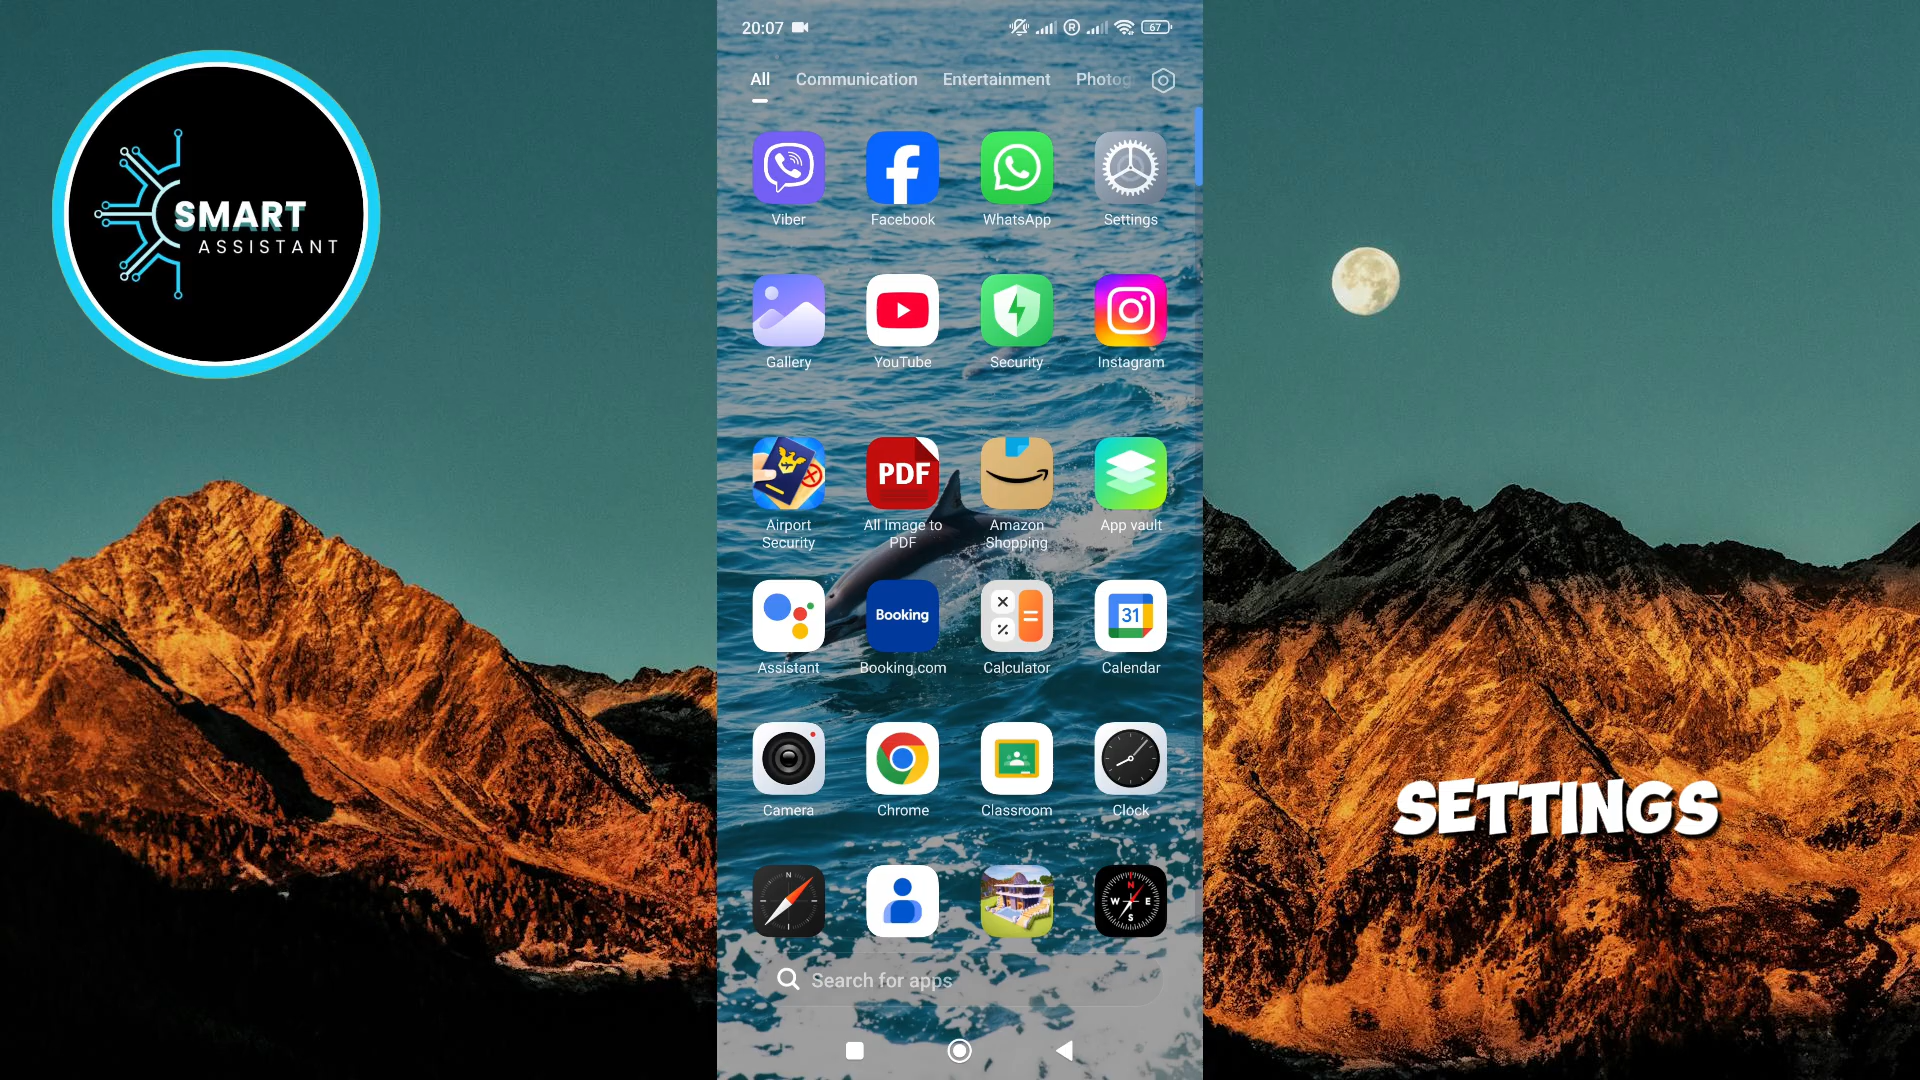 SMART
ASSISTANT
20:07
R
67
All Communication Entertainment Photog
Viber Facebook WhatsApp Settings
Gallery YouTube Security Instagram
PDF
Airport Security
All Image to PDF
Amazon Shopping
App vault
Booking
31
Assistant Booking.com Calculator Calendar
Camera Chrome Classroom Clock
N
N
W E
S
Search for apps
SETTINGS